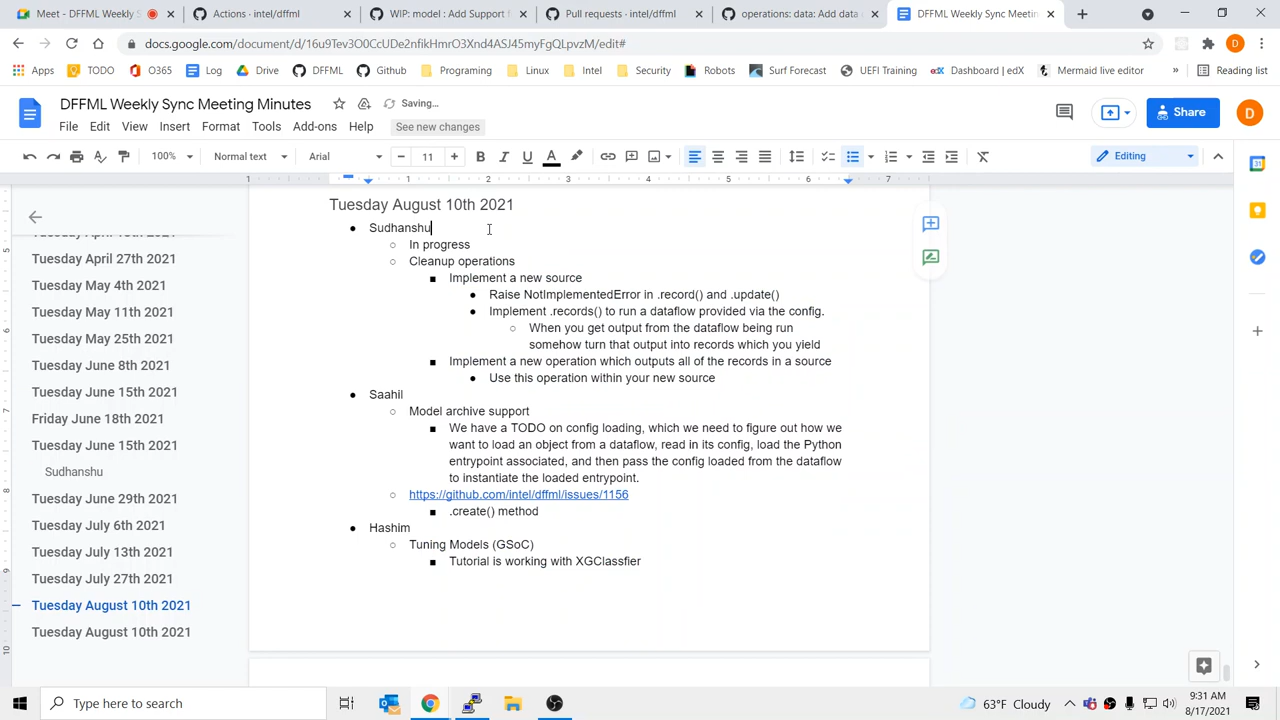 Meet - WG
Actions · intel/dffml
WIP: model : Add Support f
Pull requests · intel/dffml
operations: data: Add data c
DFFML Weekly Sync Meetin
docs.google.com/document/d/16u9Tev3O0CcUDe2nfikHmrO3Xnd4ASJ45myFgQLpvzM/edit#
Apps
TODO
O365
Log
Drive
DFFML
Github
Programing
Linux
Intel
Security
Robots
Surf Forecast
UEFI Training
Dashboard | edX
Mermaid live editor
»
Reading list
DFFML Weekly Sync Meeting Minutes
Saving…
File Edit View Insert Format Tools Add-ons Help
See new changes
Share
D
100%
Normal text
Arial
11
Editing
1 1 2 3 4 5 6 7
Tuesday April 27th 2021
Tuesday May 4th 2021
Tuesday May 11th 2021
Tuesday May 25th 2021
Tuesday June 8th 2021
Tuesday June 15th 2021
Friday June 18th 2021
Tuesday June 15th 2021
Sudhanshu
Tuesday June 29th 2021
Tuesday July 6th 2021
Tuesday July 13th 2021
Tuesday July 27th 2021
Tuesday August 10th 2021
Tuesday August 10th 2021
Tuesday August 10th 2021
Sudhanshu
In progress
Cleanup operations
Implement a new source
Raise NotImplementedError in .record() and .update()
Implement .records() to run a dataflow provided via the config.
When you get output from the dataflow being run
somehow turn that output into records which you yield
Implement a new operation which outputs all of the records in a source
Use this operation within your new source
Saahil
Model archive support
We have a TODO on config loading, which we need to figure out how we
want to load an object from a dataflow, read in its config, load the Python
entrypoint associated, and then pass the config loaded from the dataflow
to instantiate the loaded entrypoint.
https://github.com/intel/dffml/issues/1156
.create() method
Hashim
Tuning Models (GSoC)
Tutorial is working with XGClassfier
Type here to search
63°F Cloudy
9:31 AM
8/17/2021